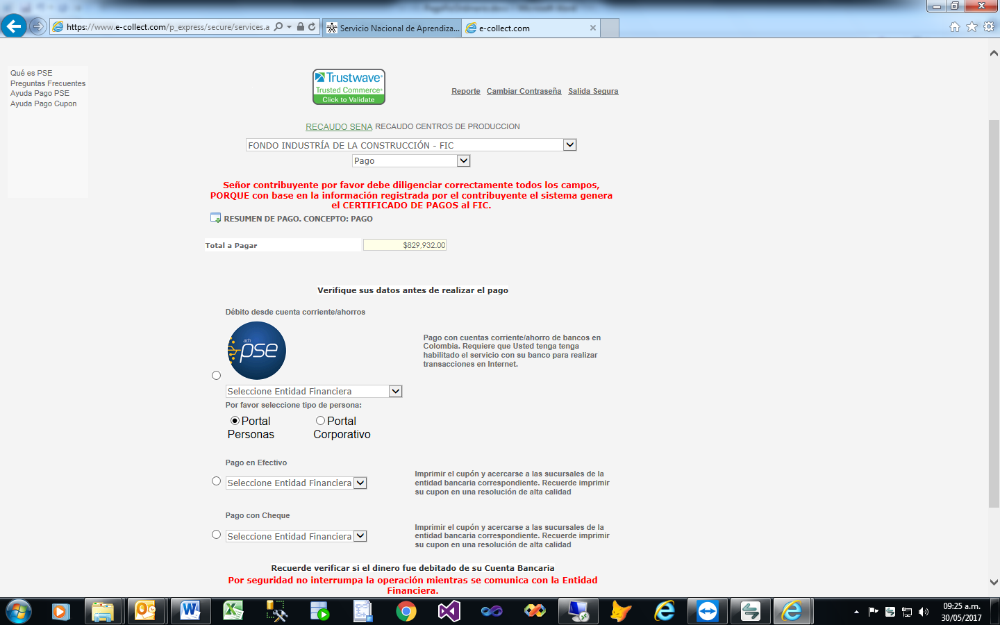 https://www.e-collect.com/p_express/secure/services.a
Servicio Nacional de Aprendiza...
e-collect.com
Qué es PSE
Preguntas Frecuentes
Ayuda Pago PSE
Ayuda Pago Cupon
Trustwave
Trusted Commerce
Click to Validate
Reporte Cambiar Contraseña Salida Segura
RECAUDO SENA RECAUDO CENTROS DE PRODUCCION
FONDO INDUSTRÍA DE LA CONSTRUCCIÓN - FIC
Pago
Señor contribuyente por favor debe diligenciar correctamente todos los campos,
PORQUE con base en la información registrada por el contribuyente el sistema genera
el CERTIFICADO DE PAGOS al FIC.
RESUMEN DE PAGO. CONCEPTO: PAGO
Total a Pagar $829,932.00
Verifique sus datos antes de realizar el pago
Débito desde cuenta corriente/ahorros
ach
pse
Pago con cuentas corriente/ahorro de bancos en
Colombia. Requiere que Usted tenga tenga
habilitado el servicio con su banco para realizar
transacciones en Internet.
Seleccione Entidad Financiera
Por favor seleccione tipo de persona:
Portal Personas
Portal Corporativo
Pago en Efectivo
Seleccione Entidad Financiera
Imprimir el cupón y acercarse a las sucursales de la
entidad bancaria correspondiente. Recuerde imprimir
su cupon en una resolución de alta calidad
Pago con Cheque
Seleccione Entidad Financiera
Imprimir el cupón y acercarse a las sucursales de la
entidad bancaria correspondiente. Recuerde imprimir
su cupon en una resolución de alta calidad
Recuerde verificar si el dinero fue debitado de su Cuenta Bancaria
Por seguridad no interrumpa la operación mientras se comunica con la Entidad
Financiera.
09:25 a.m.
30/05/2017